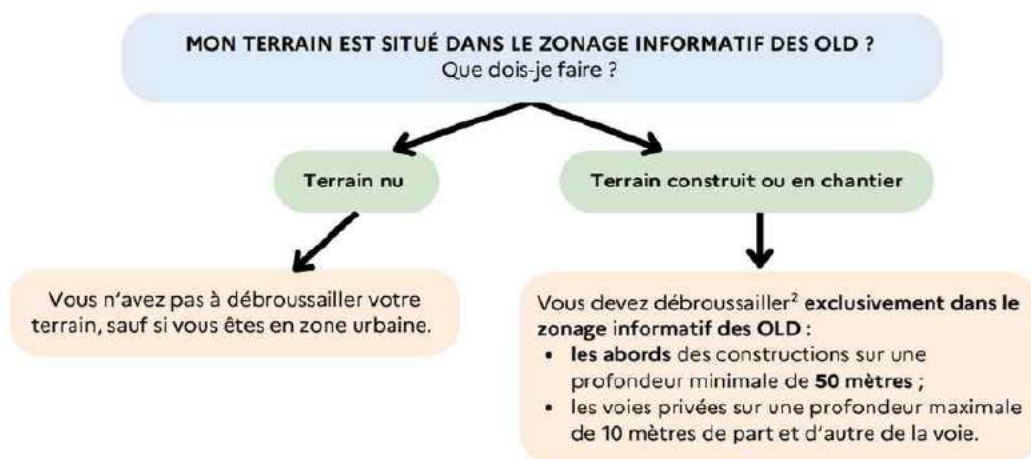 MON TERRAIN EST SITUÉ DANS LE ZONAGE INFORMATIF DES OLD ?
Que dois-je faire ?
Terrain nu
Terrain construit ou en chantier
Vous n'avez pas à débroussailler votre
terrain, sauf si vous êtes en zone urbaine.
Vous devez débroussailler² exclusivement dans le
zonage informatif des OLD :
• les abords des constructions sur une
profondeur minimale de 50 mètres ;
• les voies privées sur une profondeur maximale
de 10 mètres de part et d'autre de la voie.